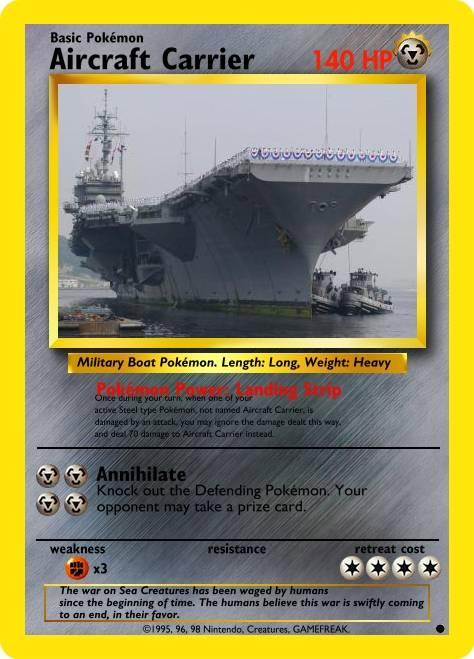 Basic Pokémon
Aircraft Carrier 140 HP
Military Boat Pokémon. Length: Long, Weight: Heavy
Pokémon Power: Landing Strip
Once during your turn, when one of your
active Steel type Pokémon, not named Aircraft Carrier, is
damaged by an attack, you may ignore the damage dealt this way,
and deal 70 damage to Aircraft Carrier instead.
Annihilate
Knock out the Defending Pokémon. Your
opponent may take a prize card.
weakness resistance retreat cost
x3
The war on Sea Creatures has been waged by humans
since the beginning of time. The humans believe this war is swiftly coming
to an end, in their favor.
©1995, 96, 98 Nintendo, Creatures, GAMEFREAK.